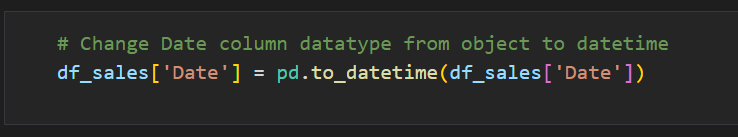 # Change Date column datatype from object to datetime
df_sales['Date'] = pd.to_datetime(df_sales['Date'])